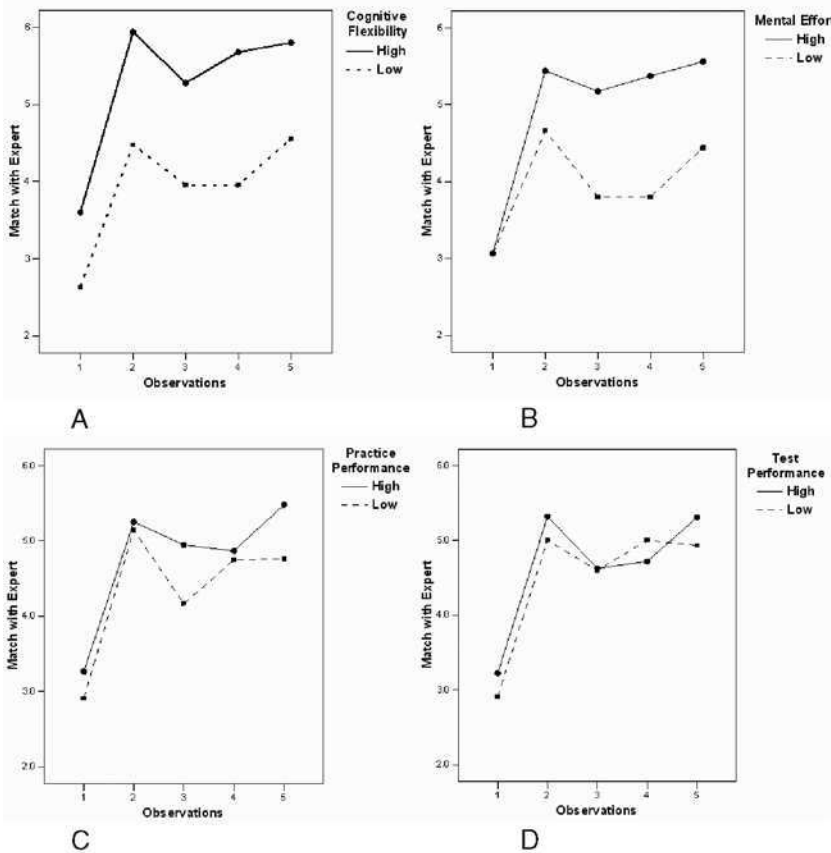 Cognitive
Flexibility
High
Low
6
5
4
3
2
Match with Expert
1 2 3 4 5
Observations
A
Mental Effort
High
Low
6
5
4
3
2
Match with Expert
1 2 3 4 5
Observations
B
Practice
Performance
High
Low
6.0
5.0
4.0
3.0
2.0
Match with Expert
1 2 3 4 5
Observations
C
Test
Performance
High
Low
6.0
5.0
4.0
3.0
2.0
Match with Expert
1 2 3 4 5
Observations
D